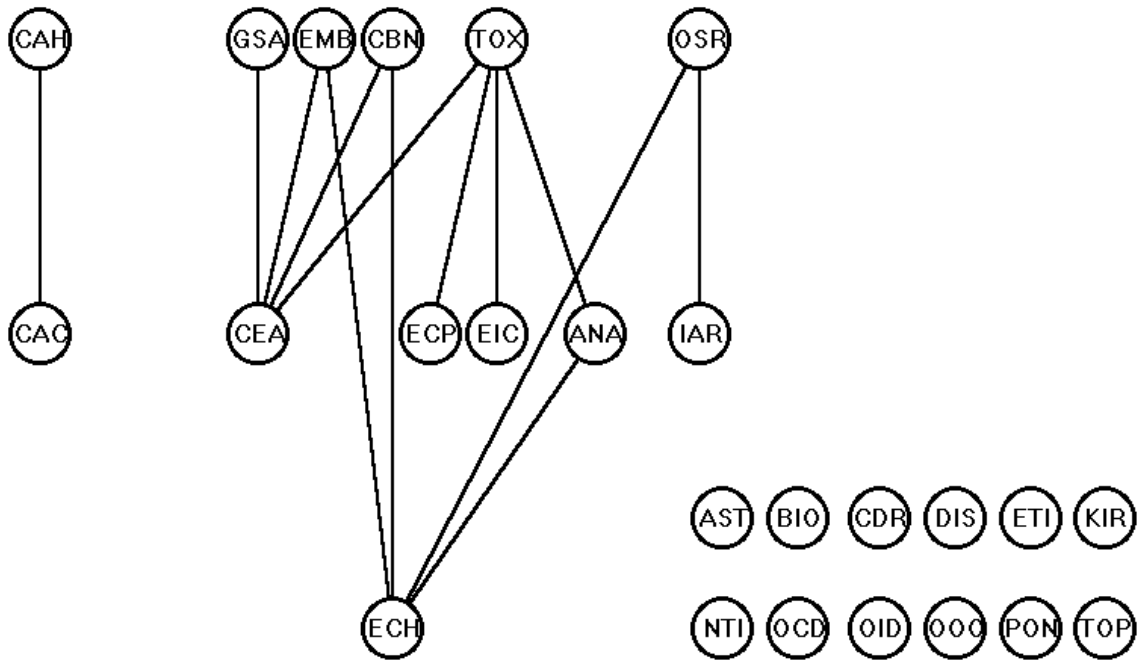 CAH GSA EMB CBN TOX OSR
CAC CEA ECP EIC ANA IAR
AST BIO CDR DIS ETI KIR
ECH NTI OCD OID OOO PON TOP